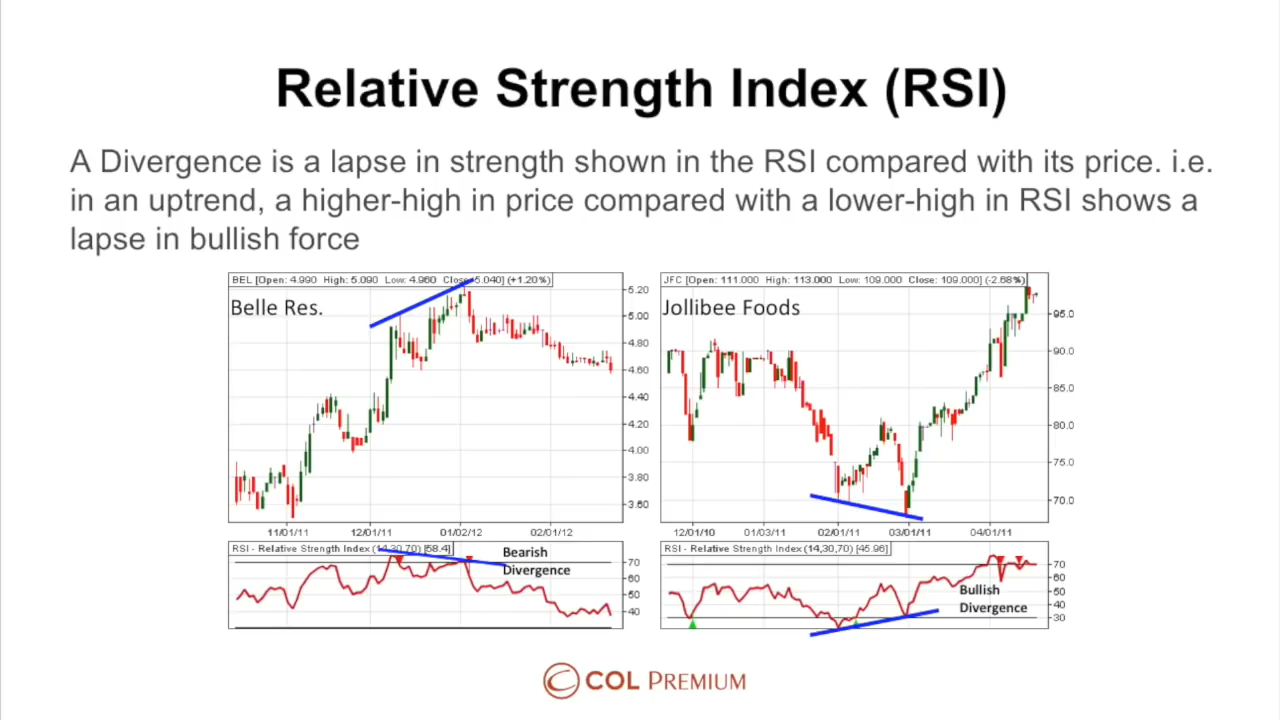 Relative Strength Index (RSI)
A Divergence is a lapse in strength shown in the RSI compared with its price. i.e.
in an uptrend, a higher-high in price compared with a lower-high in RSI shows a
lapse in bullish force
BEL [Open: 4.990 High: 5.090 Low: 4.960 Close: 5.040] (+1.20%)
Belle Res.
5.20
5.00
4.80
4.60
4.40
4.20
4.00
3.80
3.60
11/01/11 12/01/11 01/02/12 02/01/12
RSI - Relative Strength Index (14,30,70) [58.4]
Bearish
Divergence
70
60
50
40
JFC [Open: 111.000 High: 113.000 Low: 109.000 Close: 109.000] (-2.68%)
Jollibee Foods
95.0
90.0
85.0
80.0
75.0
70.0
12/01/10 01/03/11 02/01/11 03/01/11 04/01/11
RSI - Relative Strength Index (14,30,70) [45.96]
70
60
50
40
30
Bullish
Divergence
COL PREMIUM